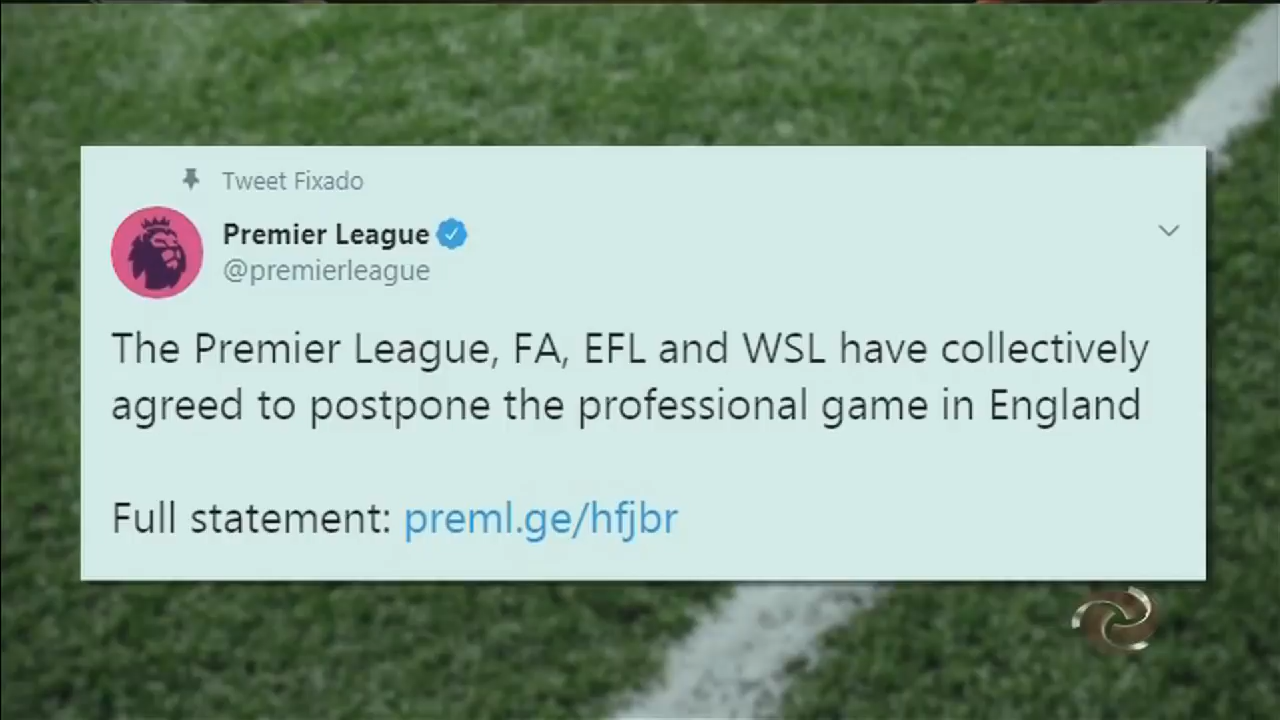 Tweet Fixado
Premier League
@premierleague
The Premier League, FA, EFL and WSL have collectively
agreed to postpone the professional game in England
Full statement: preml.ge/hfjbr